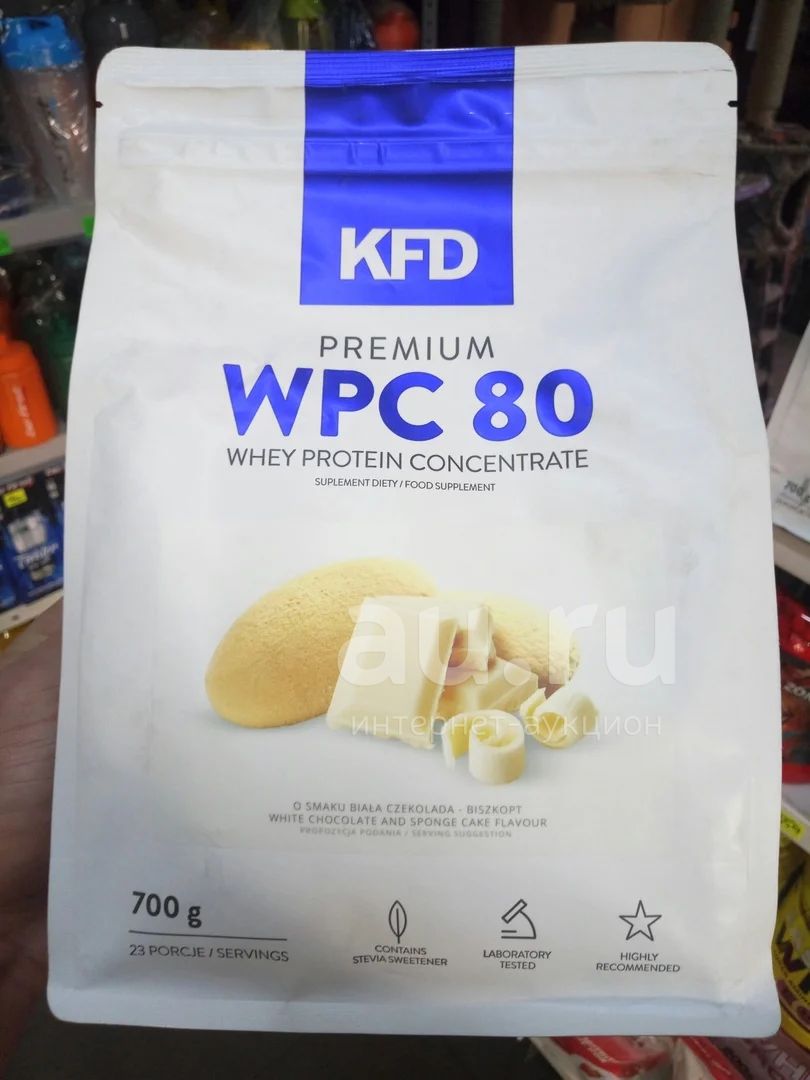 KFD
PREMIUM
WPC 80
WHEY PROTEIN CONCENTRATE
SUPLEMENT DIETY / FOOD SUPPLEMENT
au.ru
интернет-аукцион
O SMAKU BIAŁA CZEKOLADA - BISZKOPT
WHITE CHOCOLATE AND SPONGE CAKE FLAVOUR
PROPOZYCJA PODANIA / SERVING SUGGESTION
700 g
23 PORCJE / SERVINGS
CONTAINS
STEVIA SWEETENER
LABORATORY
TESTED
HIGHLY
RECOMMENDED